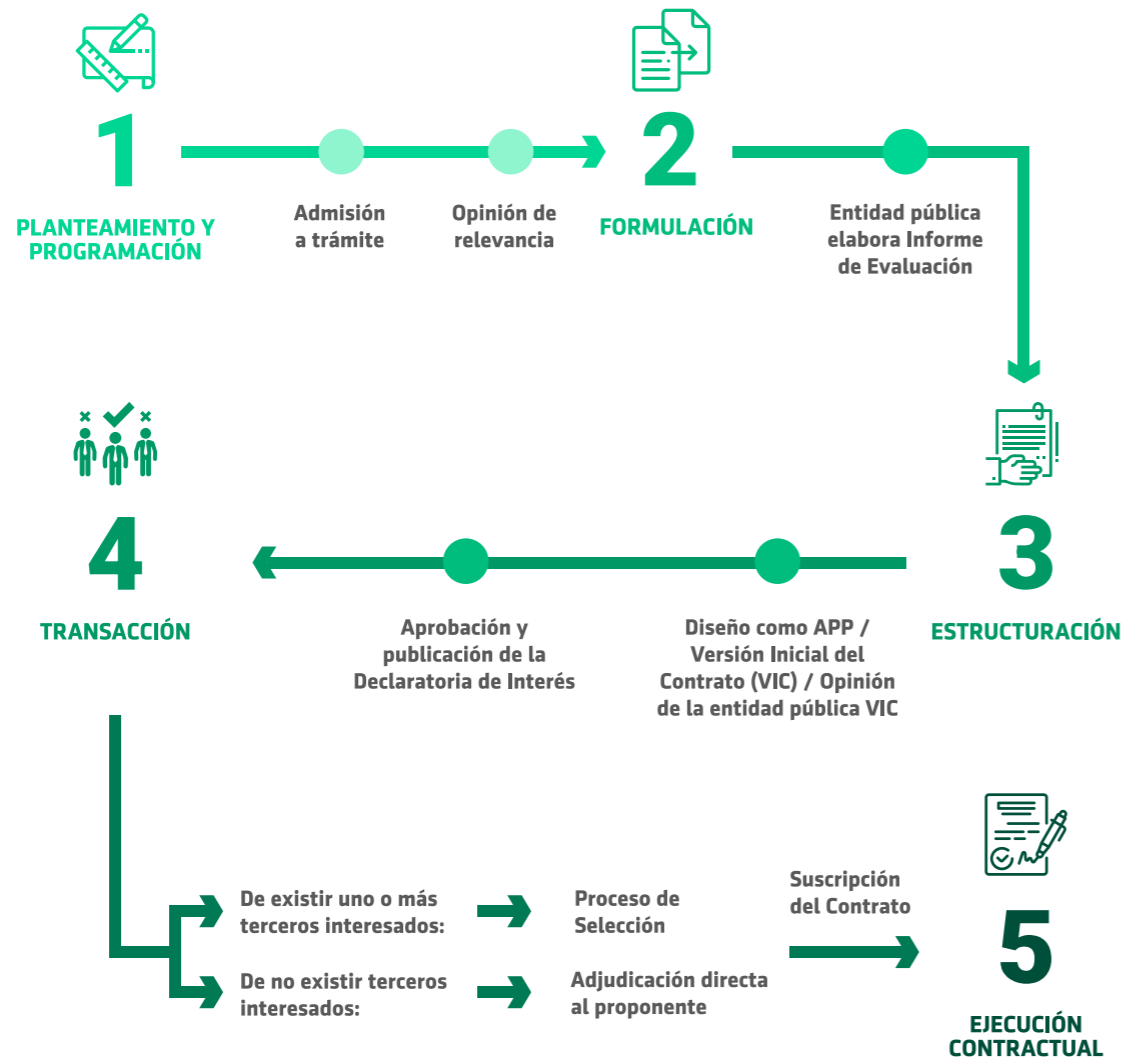 1
PLANTEAMIENTO Y
PROGRAMACIÓN
Admisión
a trámite
Opinión de
relevancia
2
FORMULACIÓN
Entidad pública
elabora Informe
de Evaluación
3
ESTRUCTURACIÓN
Diseño como APP /
Versión Inicial del
Contrato (VIC) / Opinión
de la entidad pública VIC
Aprobación y
publicación de la
Declaratoria de Interés
4
TRANSACCIÓN
De existir uno o más
terceros interesados:
Proceso de
Selección
De no existir terceros
interesados:
Adjudicación directa
al proponente
Suscripción
del Contrato
5
EJECUCIÓN
CONTRACTUAL